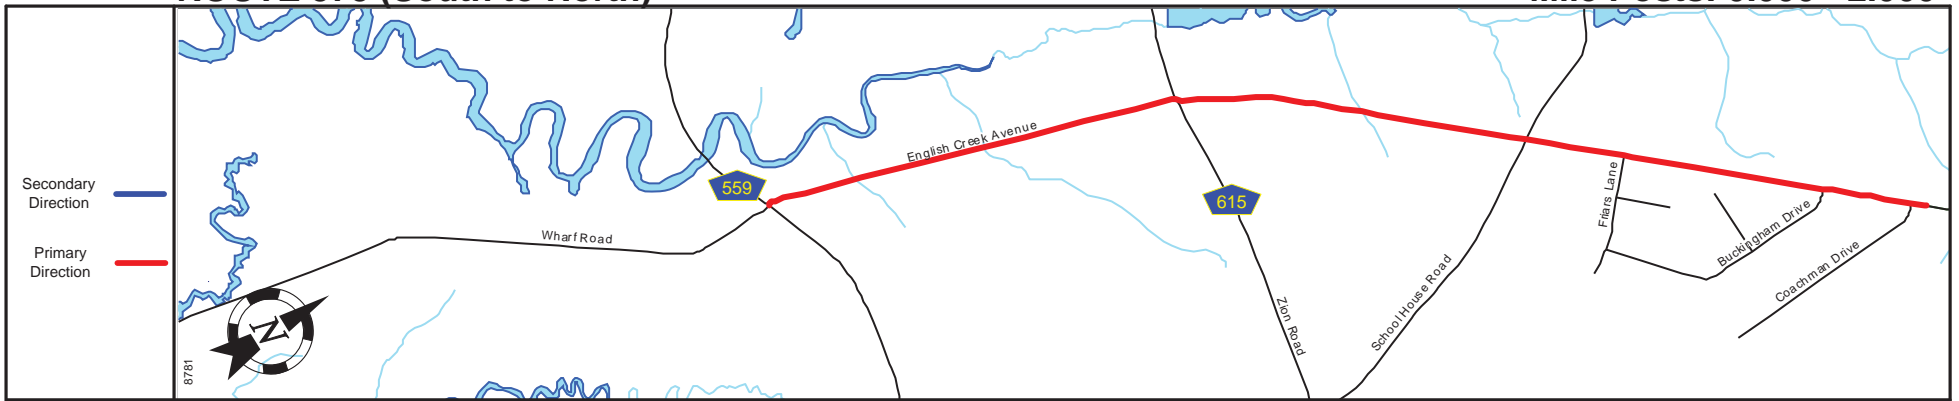 Secondary
Direction
Primary
Direction
8781
N
Wharf Road
559
English Creek Avenue
615
Zion Road
School House Road
Friars Lane
Buckingham Drive
Coachman Drive